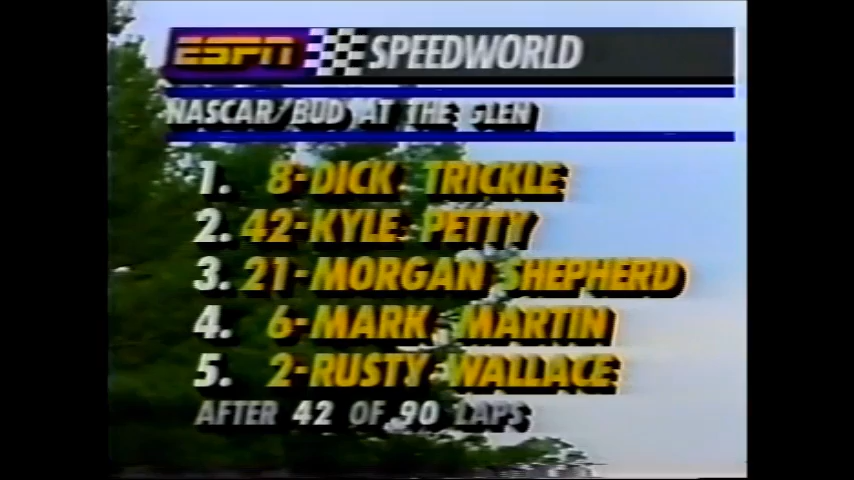 ESPN SPEEDWORLD
NASCAR/BUD AT THE GLEN
1. 8-DICK TRICKLE
2. 42-KYLE PETTY
3. 21-MORGAN SHEPHERD
4. 6-MARK MARTIN
5. 2-RUSTY WALLACE
AFTER 42 OF 90 LAPS